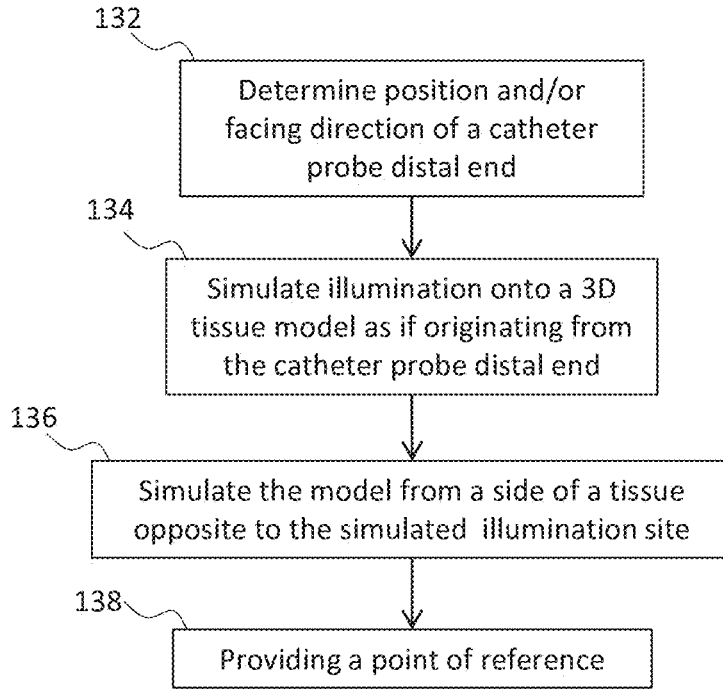 132
Determine position and/or
facing direction of a catheter
probe distal end
134
Simulate illumination onto a 3D
tissue model as if originating from
the catheter probe distal end
136
Simulate the model from a side of a tissue
opposite to the simulated illumination site
138
Providing a point of reference